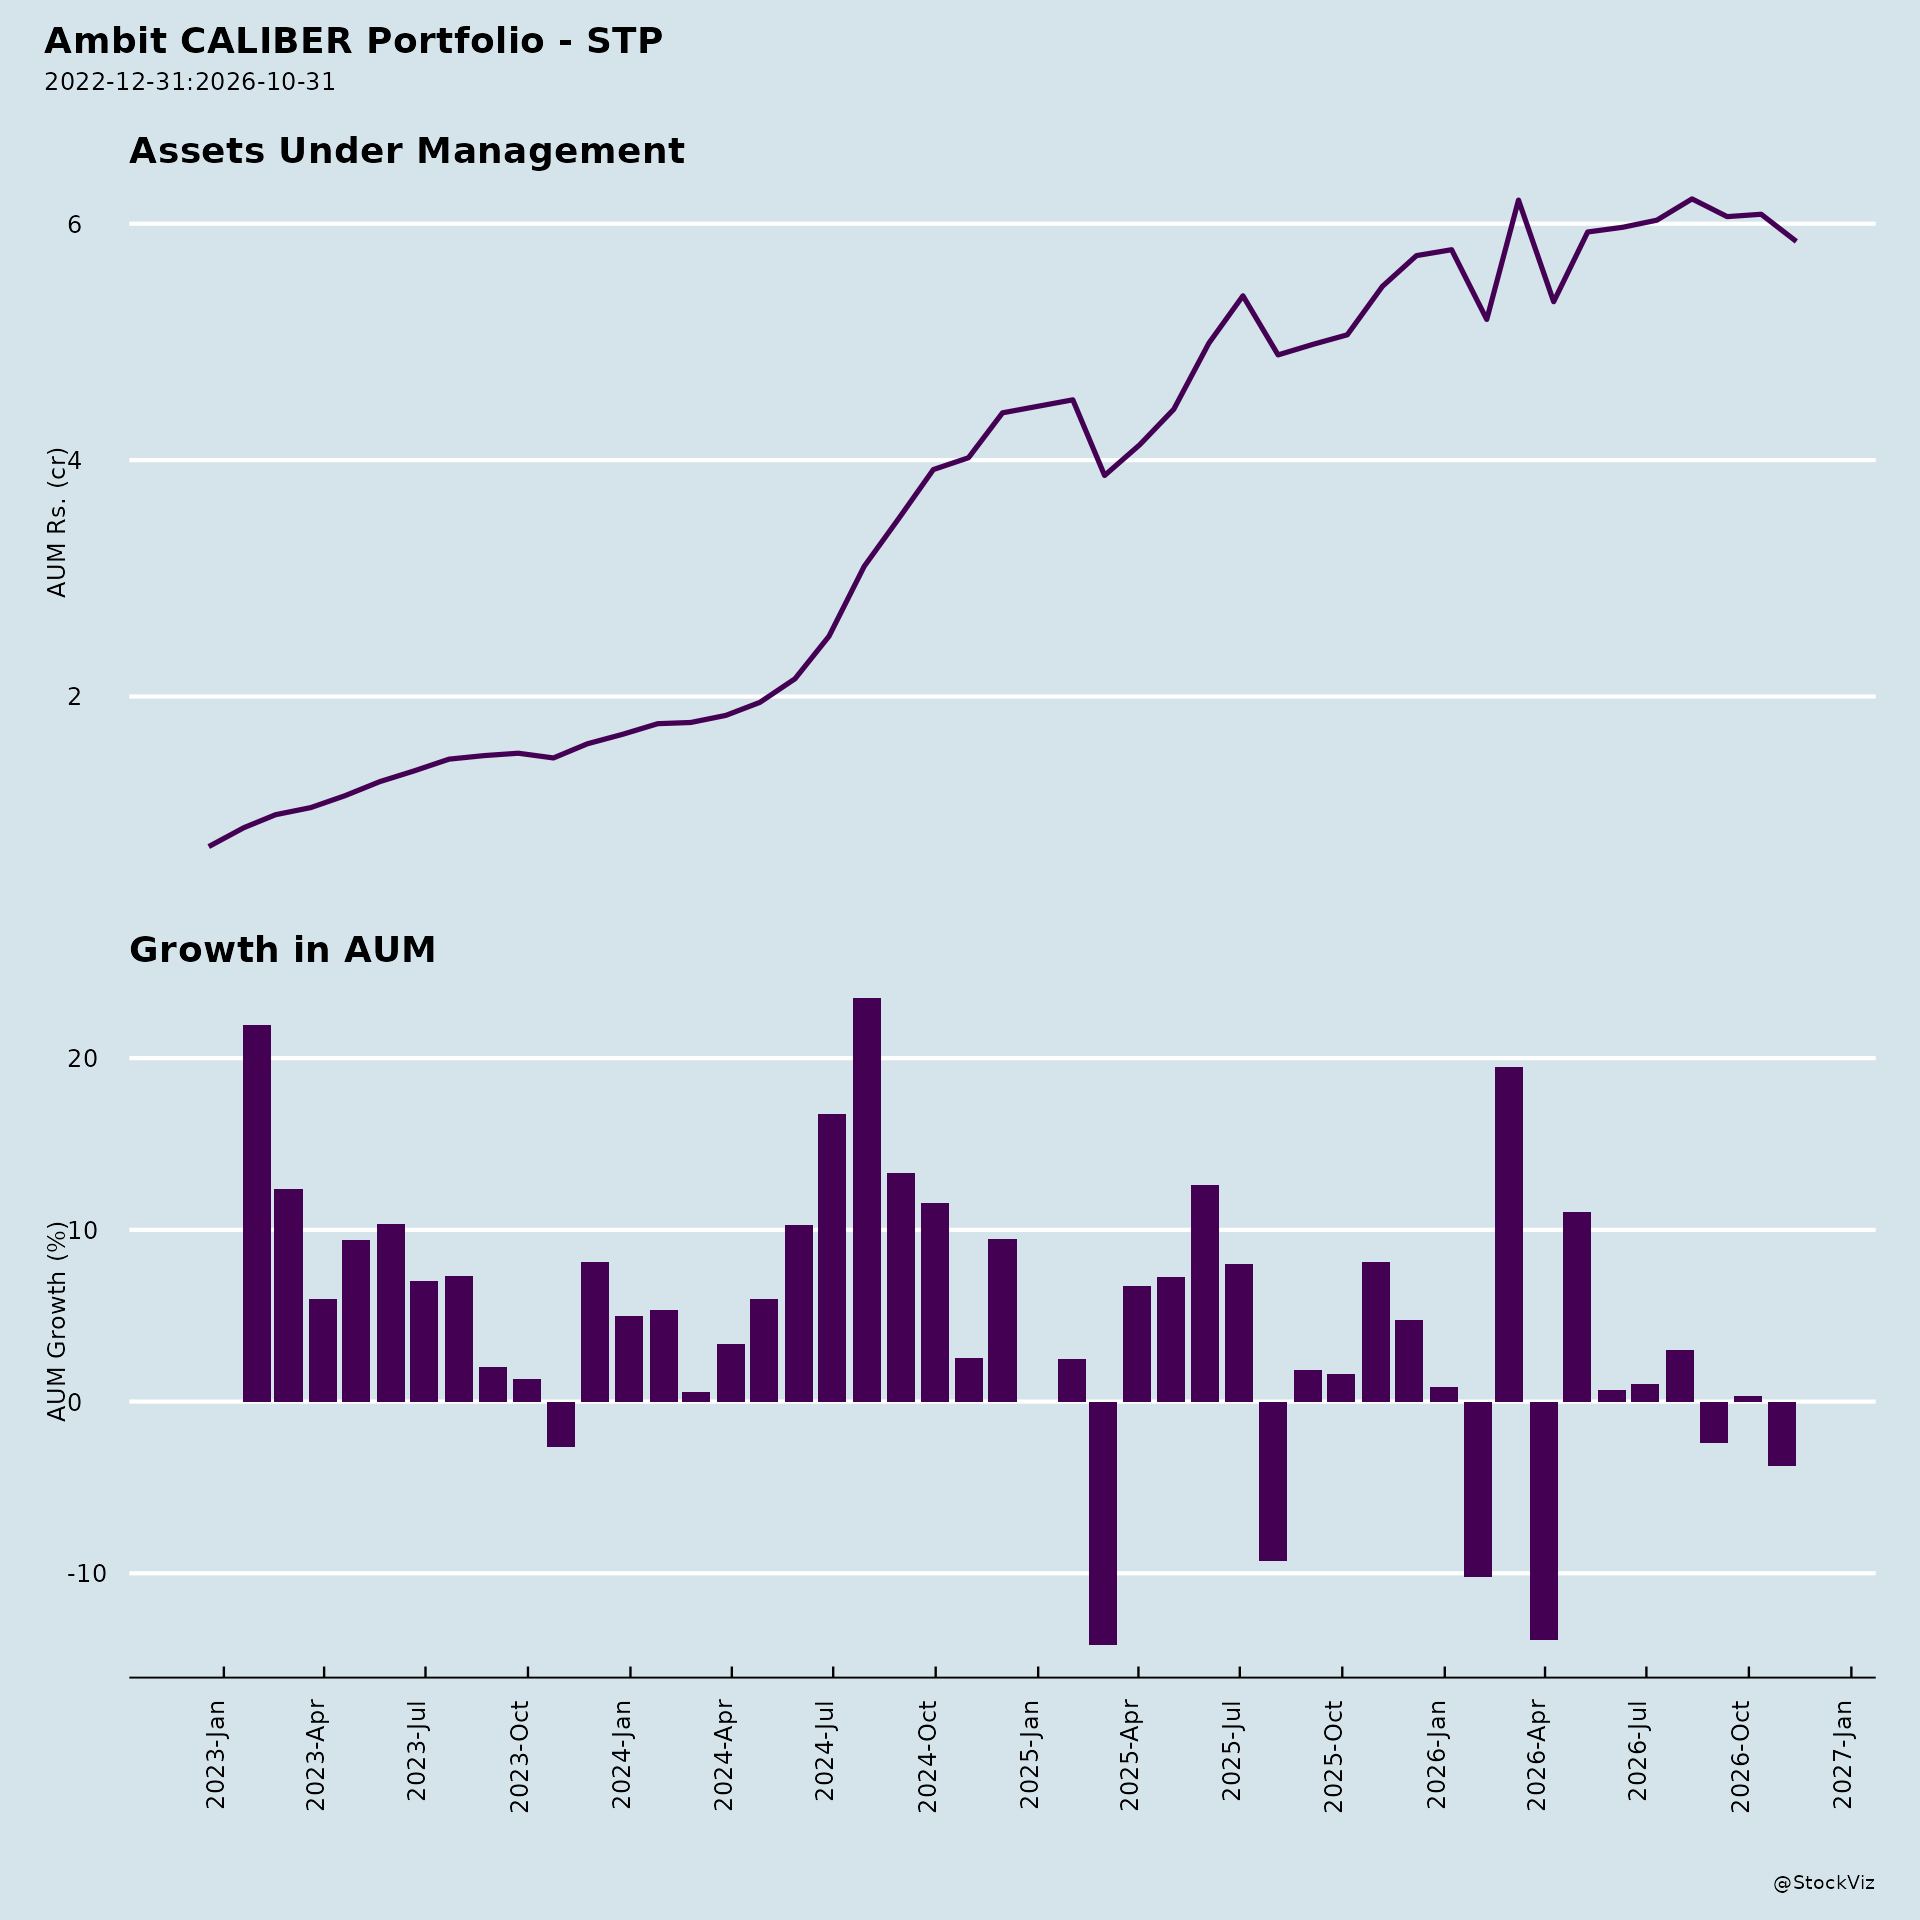 Ambit CALIBER Portfolio - STP
2022-12-31:2026-10-31
Assets Under Management
AUM Rs. (cr)
6
4
2
Growth in AUM
AUM Growth (%)
20
10
0
-10
2023-Jan
2023-Apr
2023-Jul
2023-Oct
2024-Jan
2024-Apr
2024-Jul
2024-Oct
2025-Jan
2025-Apr
2025-Jul
2025-Oct
2026-Jan
2026-Apr
2026-Jul
2026-Oct
2027-Jan
@StockViz